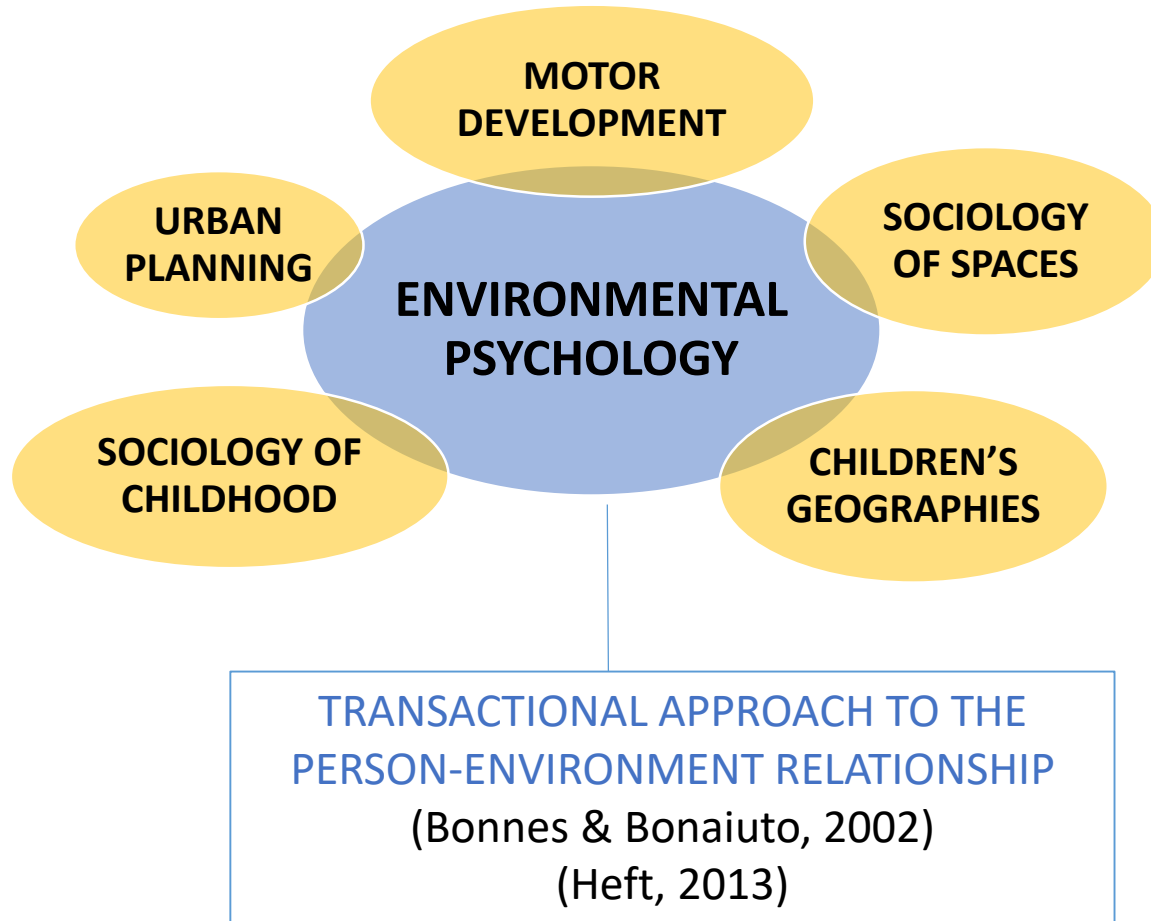 MOTOR
DEVELOPMENT
URBAN
PLANNING
SOCIOLOGY
OF SPACES
ENVIRONMENTAL
PSYCHOLOGY
SOCIOLOGY OF
CHILDHOOD
CHILDREN’S
GEOGRAPHIES
TRANSACTIONAL APPROACH TO THE
PERSON-ENVIRONMENT RELATIONSHIP
(Bonnes & Bonaiuto, 2002)
(Heft, 2013)